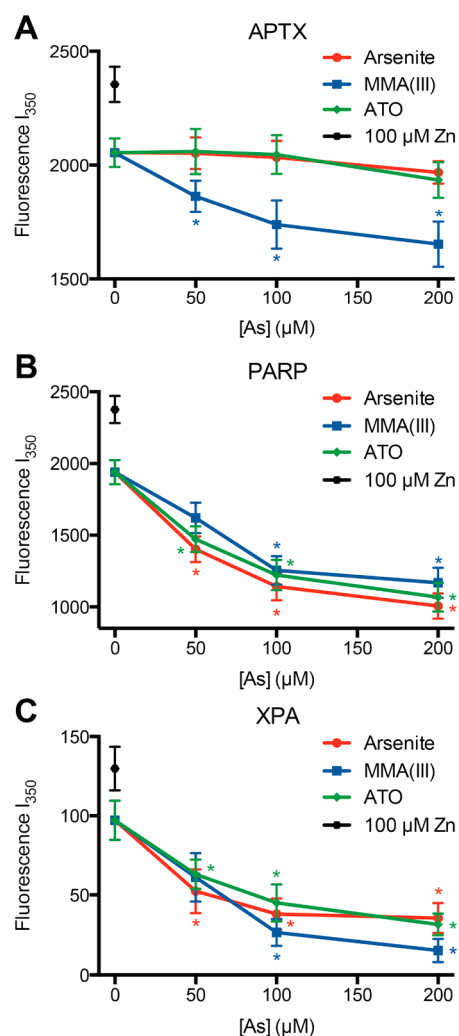 A
APTX
2500
2000
1500
Fluorescence I350
Arsenite
MMA(III)
ATO
100 µM Zn
*
*
*
0 50 100 150 200
[As] (µM)
B
PARP
2500
2000
1500
1000
Fluorescence I350
Arsenite
MMA(III)
ATO
100 µM Zn
* * * *
* * * *
0 50 100 150 200
[As] (µM)
C
XPA
150
100
50
0
Fluorescence I350
Arsenite
MMA(III)
ATO
100 µM Zn
* * *
* * * * *
0 50 100 150 200
[As] (µM)